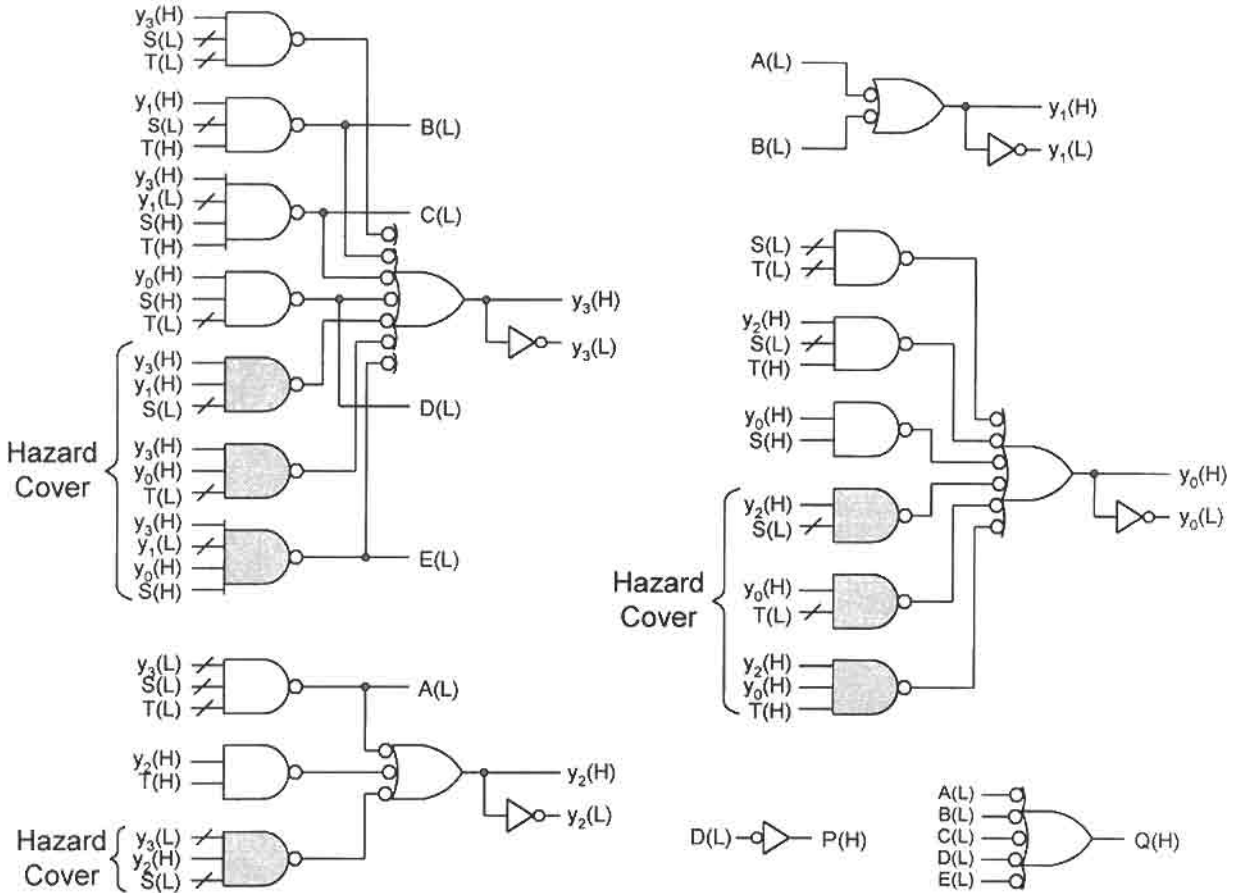 y3(H)
S(L)
T(L)
y1(H)
S(L)
T(H)
B(L)
y3(H)
y1(L)
S(H)
T(H)
C(L)
y0(H)
S(H)
T(L)
y3(H)
y3(L)
Hazard
Cover
y3(H)
y1(H)
S(L)
D(L)
y3(H)
y0(H)
T(L)
y3(H)
y1(L)
y0(H)
S(H)
E(L)
y3(L)
S(L)
T(L)
A(L)
y2(H)
T(H)
y2(H)
y2(L)
Hazard
Cover
y3(L)
y2(H)
S(L)
A(L)
B(L)
y1(H)
y1(L)
S(L)
T(L)
y2(H)
S(L)
T(H)
y0(H)
S(H)
y0(H)
y0(L)
Hazard
Cover
y2(H)
S(L)
y0(H)
T(L)
y2(H)
y0(H)
T(H)
D(L)
P(H)
A(L)
B(L)
C(L)
D(L)
E(L)
Q(H)